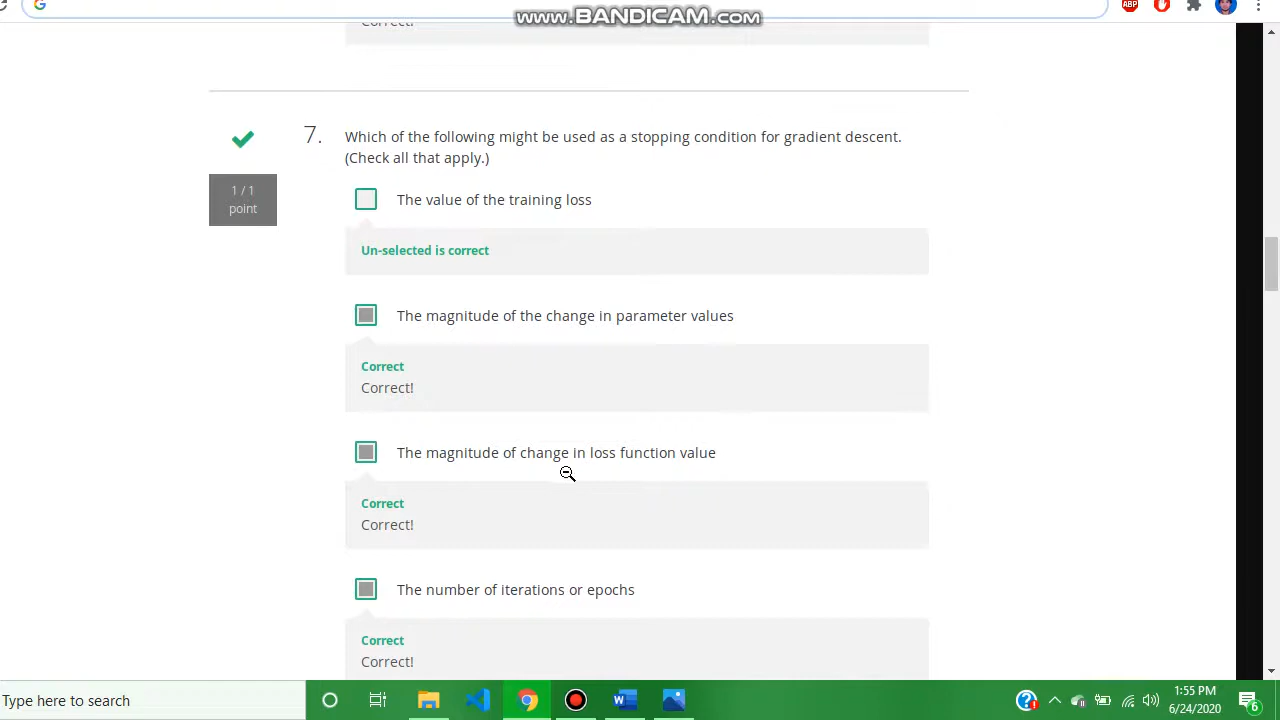 ABP
www.BANDICAM.com
Correct!
7.
Which of the following might be used as a stopping condition for gradient descent.
(Check all that apply.)
1 / 1
point
The value of the training loss
Un-selected is correct
The magnitude of the change in parameter values
Correct
Correct!
The magnitude of change in loss function value
Correct
Correct!
The number of iterations or epochs
Correct
Correct!
Type here to search
1:55 PM
6/24/2020
6